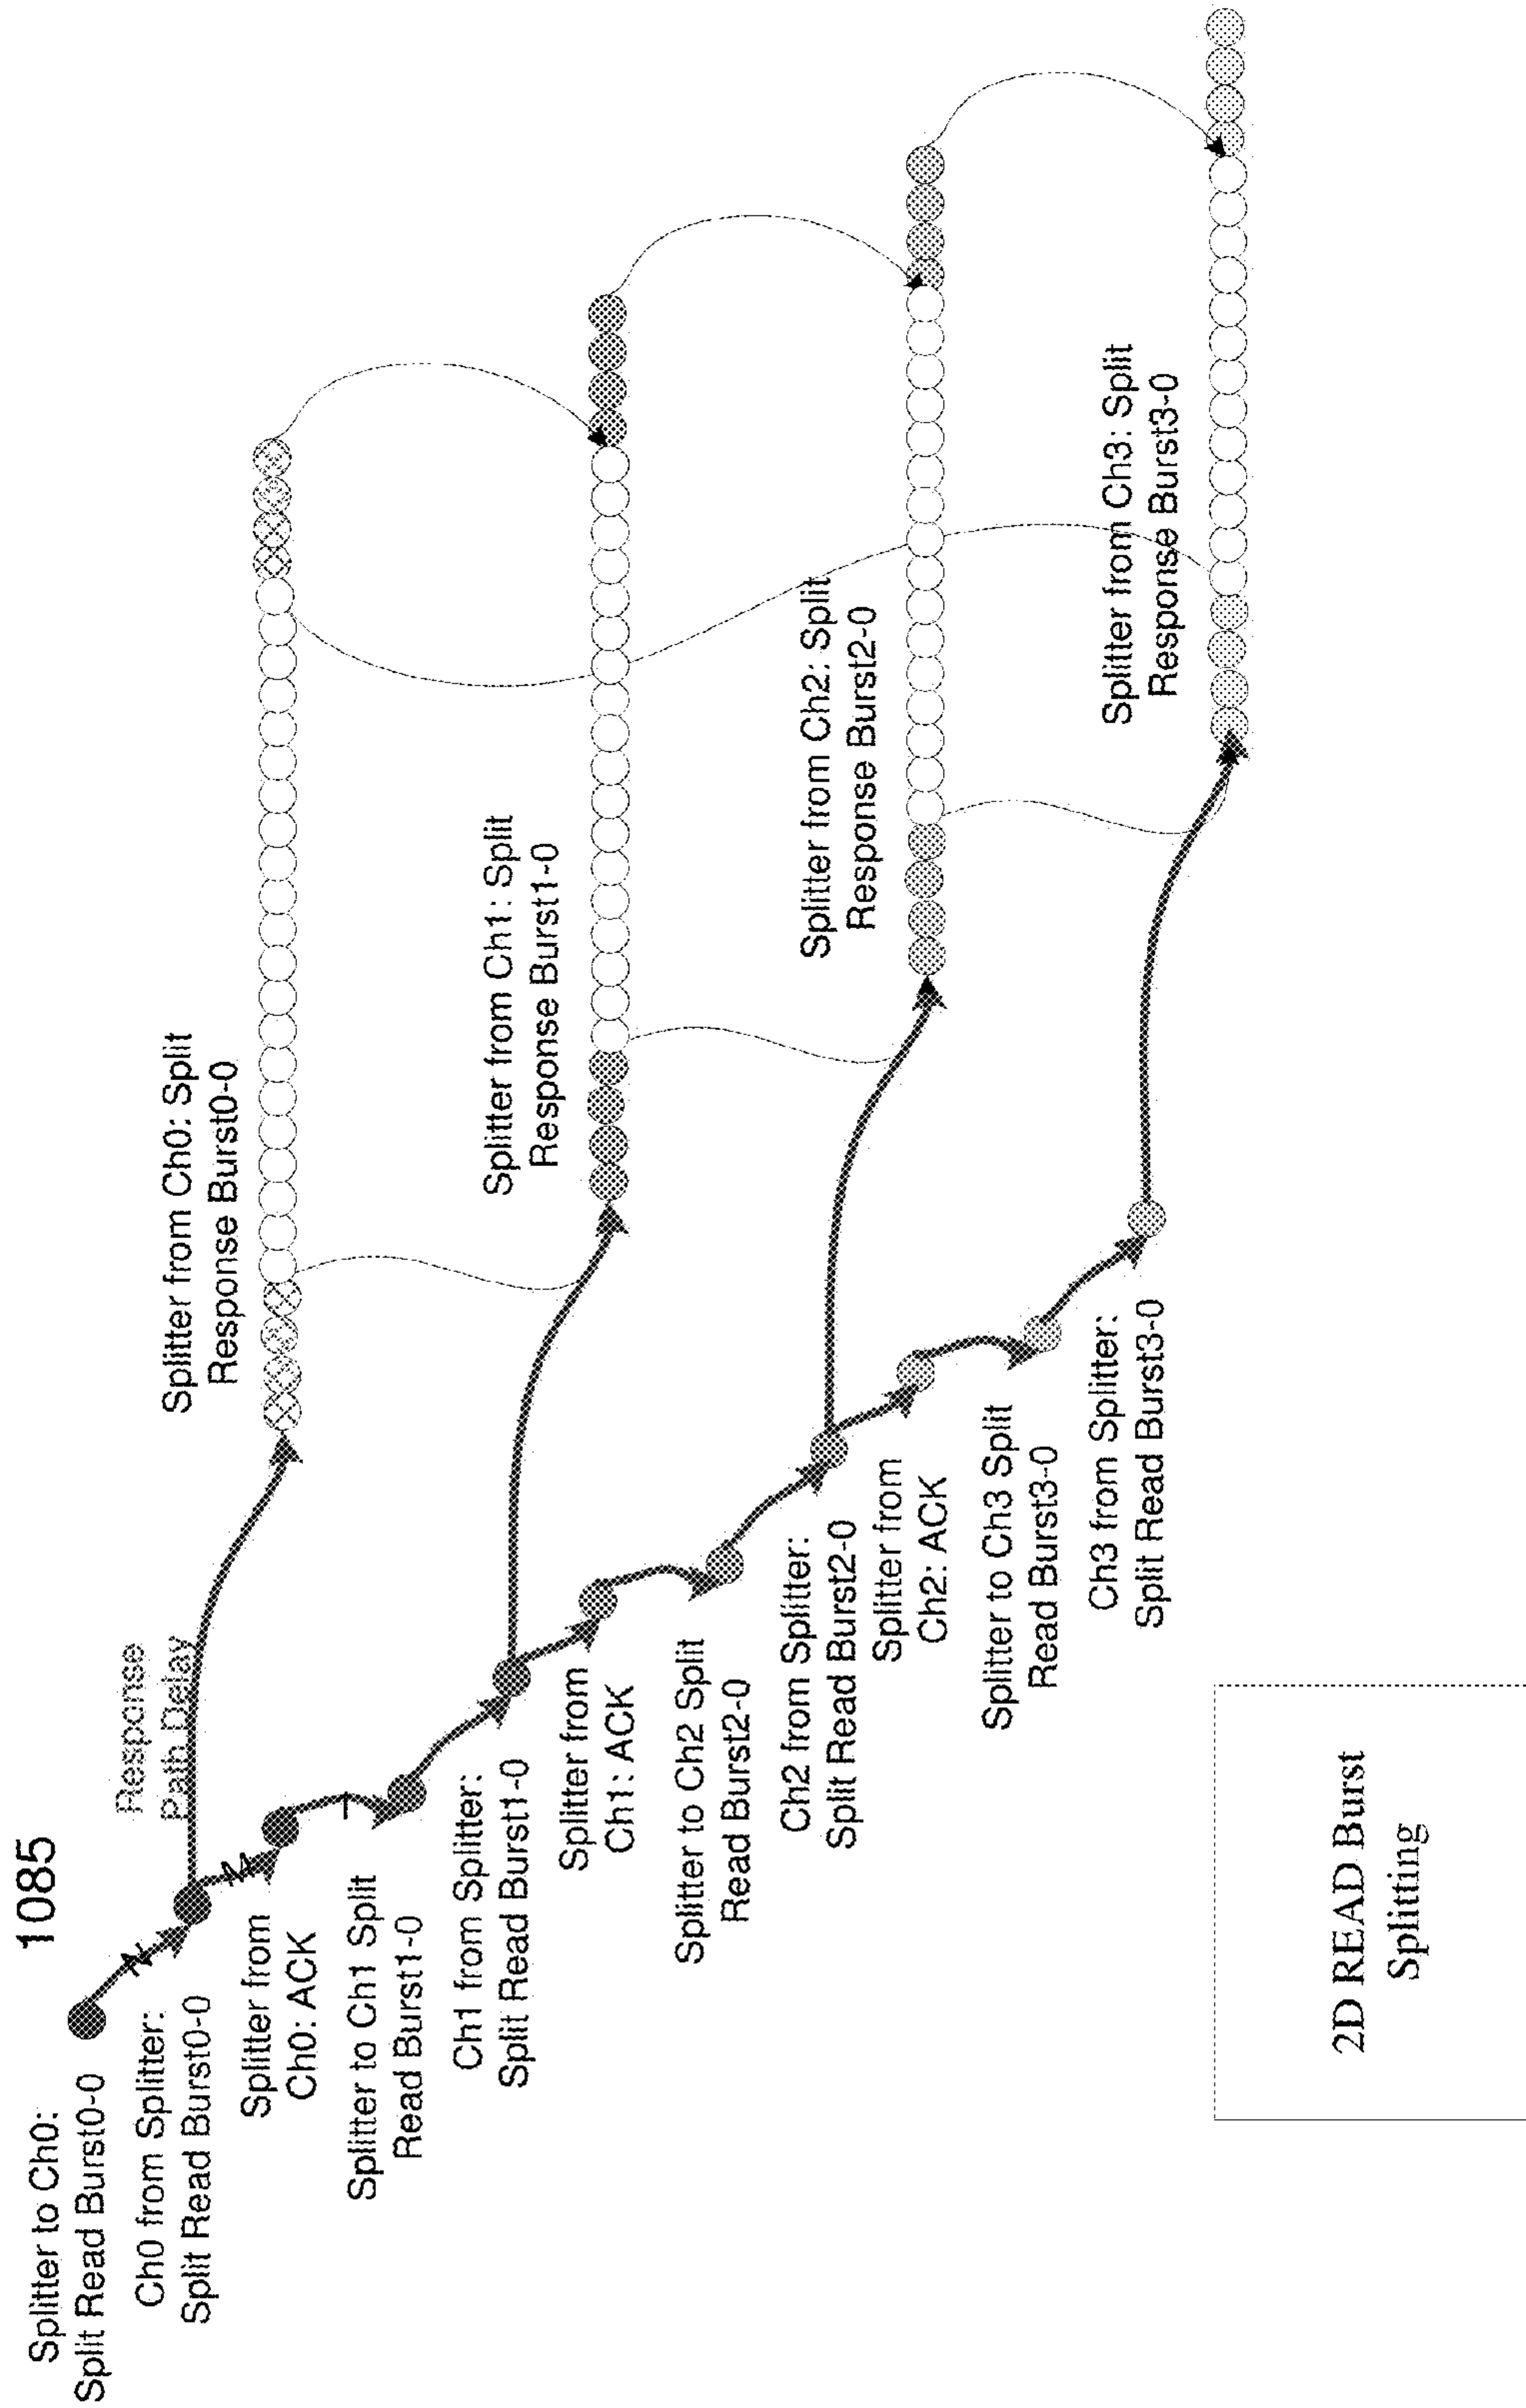 1085
Splitter to Ch0:
Split Read Burst0-0
Ch0 from Splitter:
Split Read Burst0-0
Response
Path Delay
Splitter from
Ch0: ACK
Splitter to Ch1 Split
Read Burst1-0
Ch1 from Splitter:
Split Read Burst1-0
Splitter from Ch0: Split
Response Burst0-0
Splitter from
Ch1: ACK
Splitter to Ch2 Split
Read Burst2-0
Ch2 from Splitter:
Split Read Burst2-0
Splitter from Ch1: Split
Response Burst1-0
Splitter from
Ch2: ACK
Splitter to Ch3 Split
Read Burst3-0
Ch3 from Splitter:
Split Read Burst3-0
Splitter from Ch2: Split
Response Burst2-0
Splitter from Ch3: Split
Response Burst3-0
2D READ Burst
Splitting